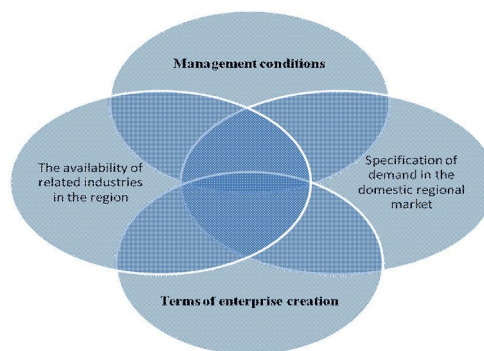 Management conditions
The availability of
related industries
in the region
Specification of
demand in the
domestic regional
market
Terms of enterprise creation